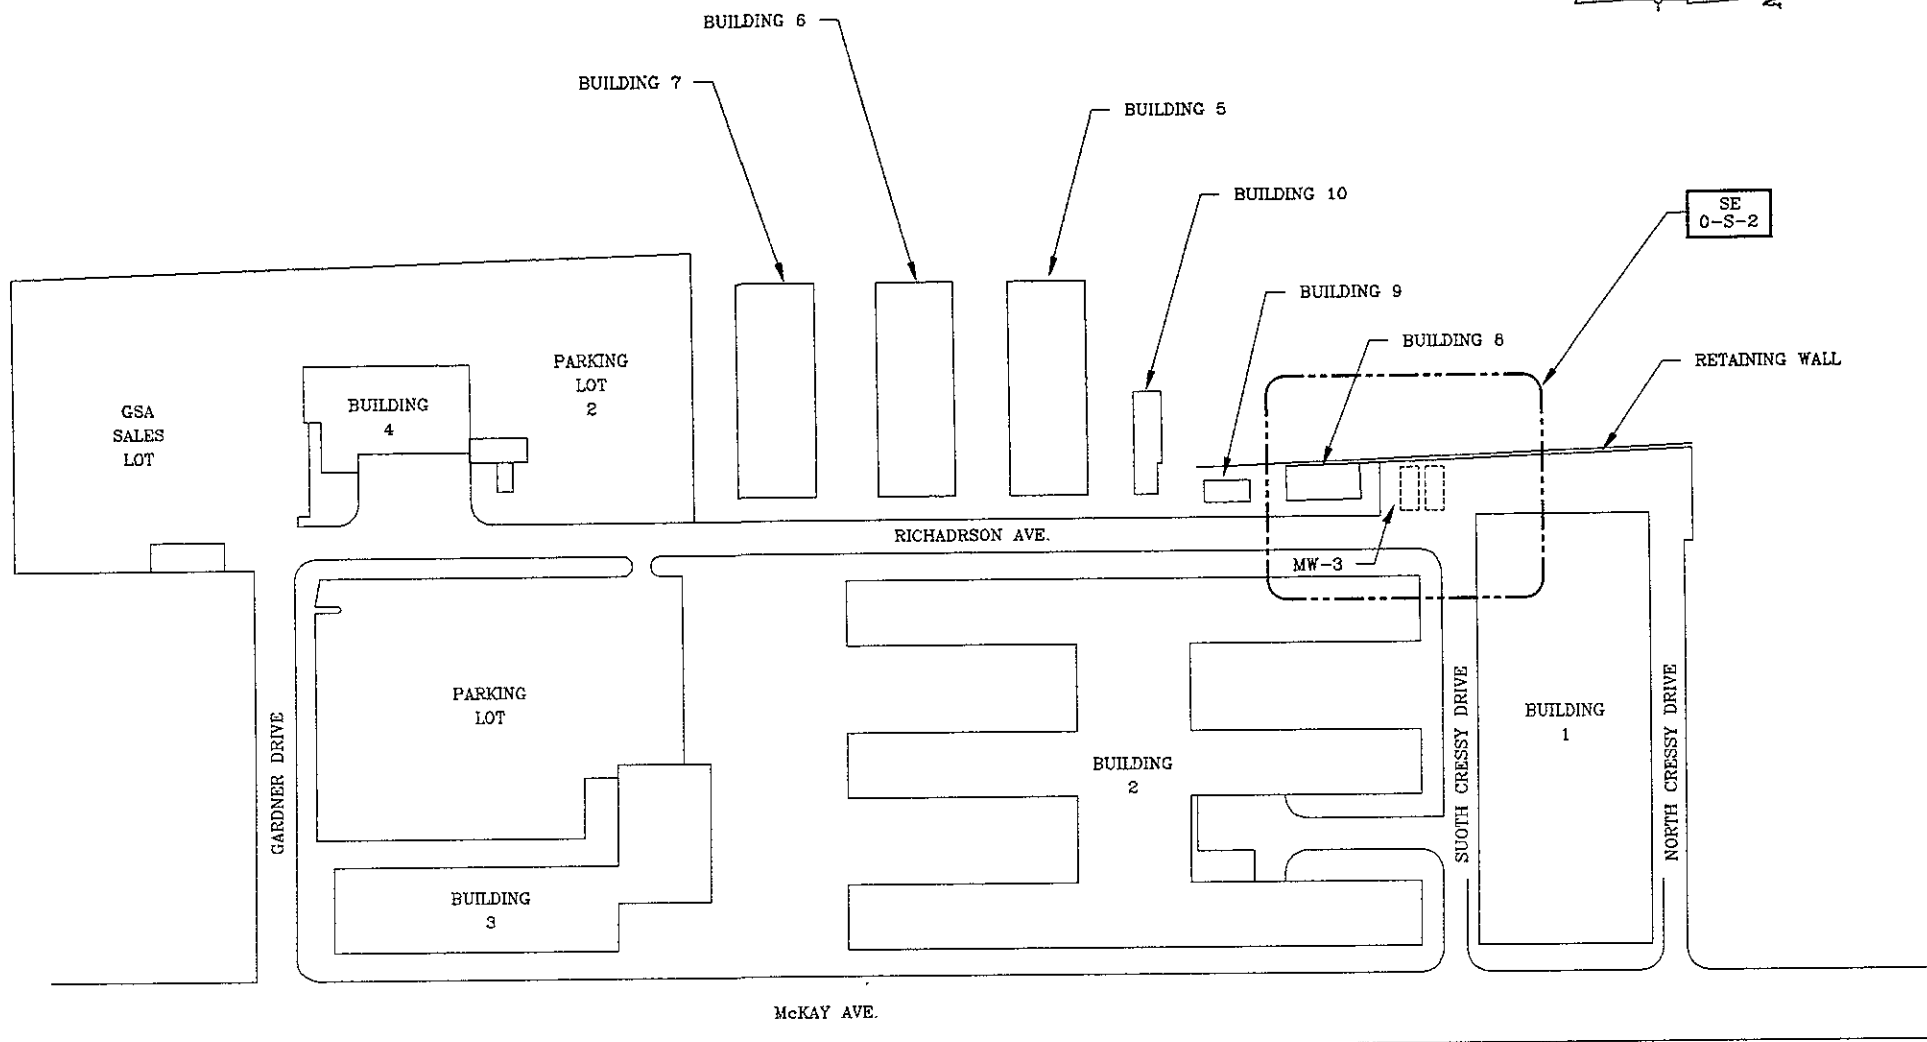 N
BUILDING 6
BUILDING 7
BUILDING 5
BUILDING 10
SE
0-S-2
BUILDING 9
BUILDING 8
RETAINING WALL
PARKING
LOT
2
BUILDING
4
GSA
SALES
LOT
RICHADRSON AVE.
MW-3
PARKING
LOT
GARDNER DRIVE
BUILDING
2
SUOTH CRESSY DRIVE
BUILDING
1
NORTH CRESSY DRIVE
BUILDING
3
McKAY AVE.